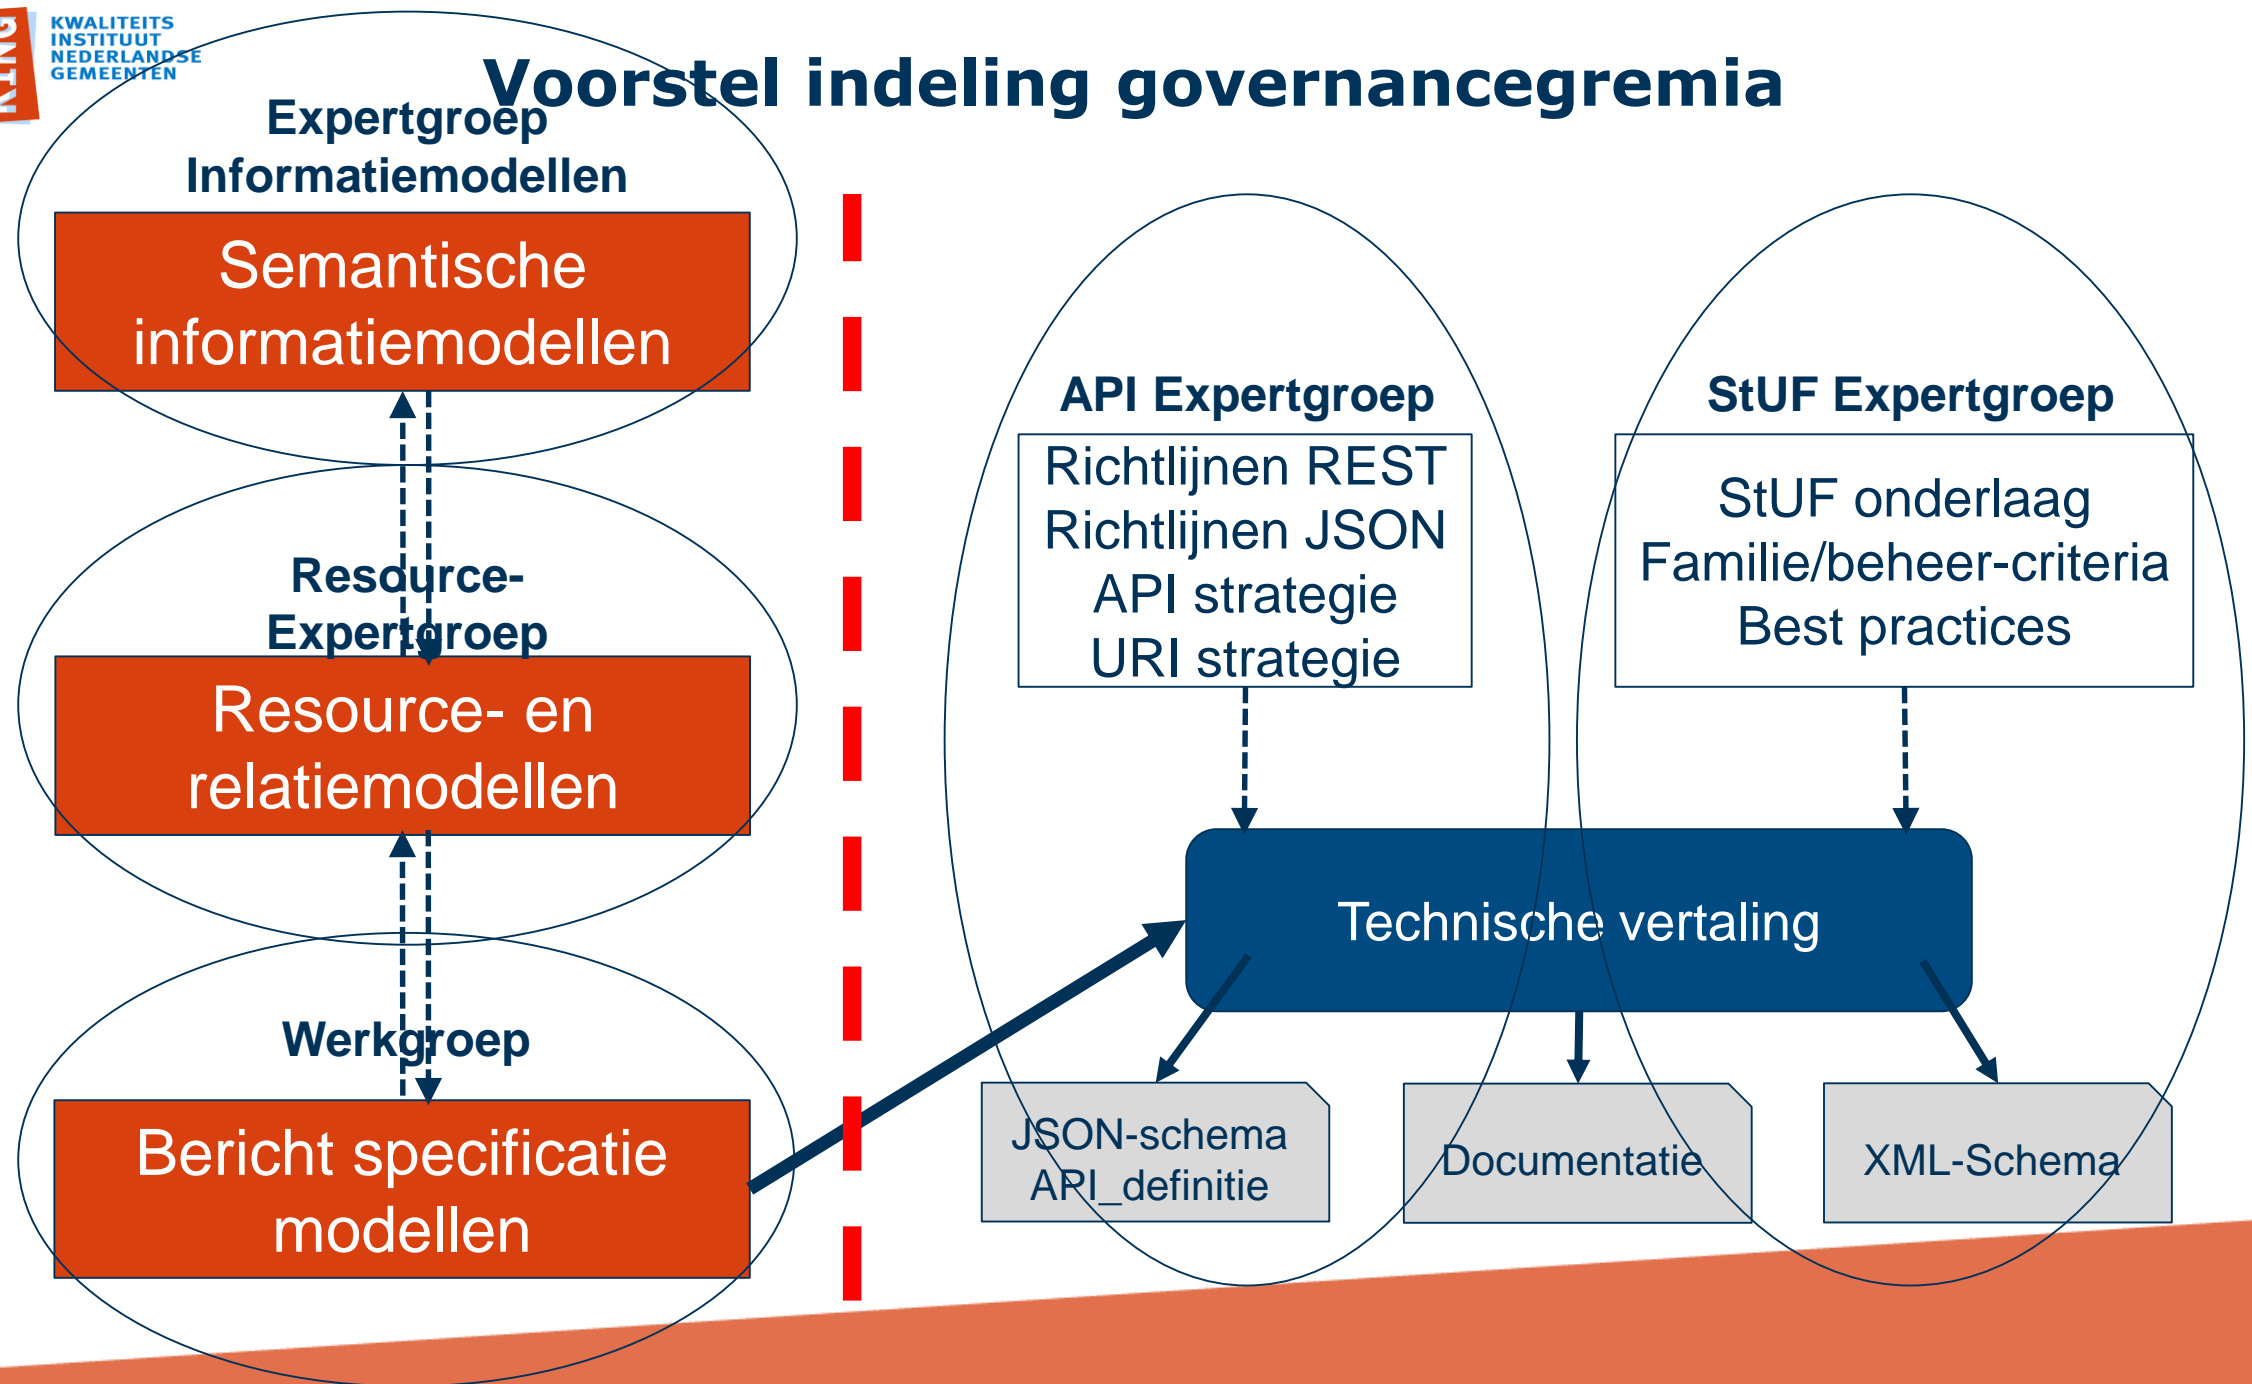 KING
KWALITEITS
INSTITUUT
NEDERLANDSE
GEMEENTEN
Voorstel indeling governancegremia
Expertgroep
Informatiemodellen
Semantische
informatiemodellen
Resource-
Expertgroep
Resource- en
relatiemodellen
Werkgroep
Bericht specificatie
modellen
API Expertgroep
Richtlijnen REST
Richtlijnen JSON
API strategie
URI strategie
StUF Expertgroep
StUF onderlaag
Familie/beheer-criteria
Best practices
Technische vertaling
JSON-schema
API_definitie
Documentatie
XML-Schema